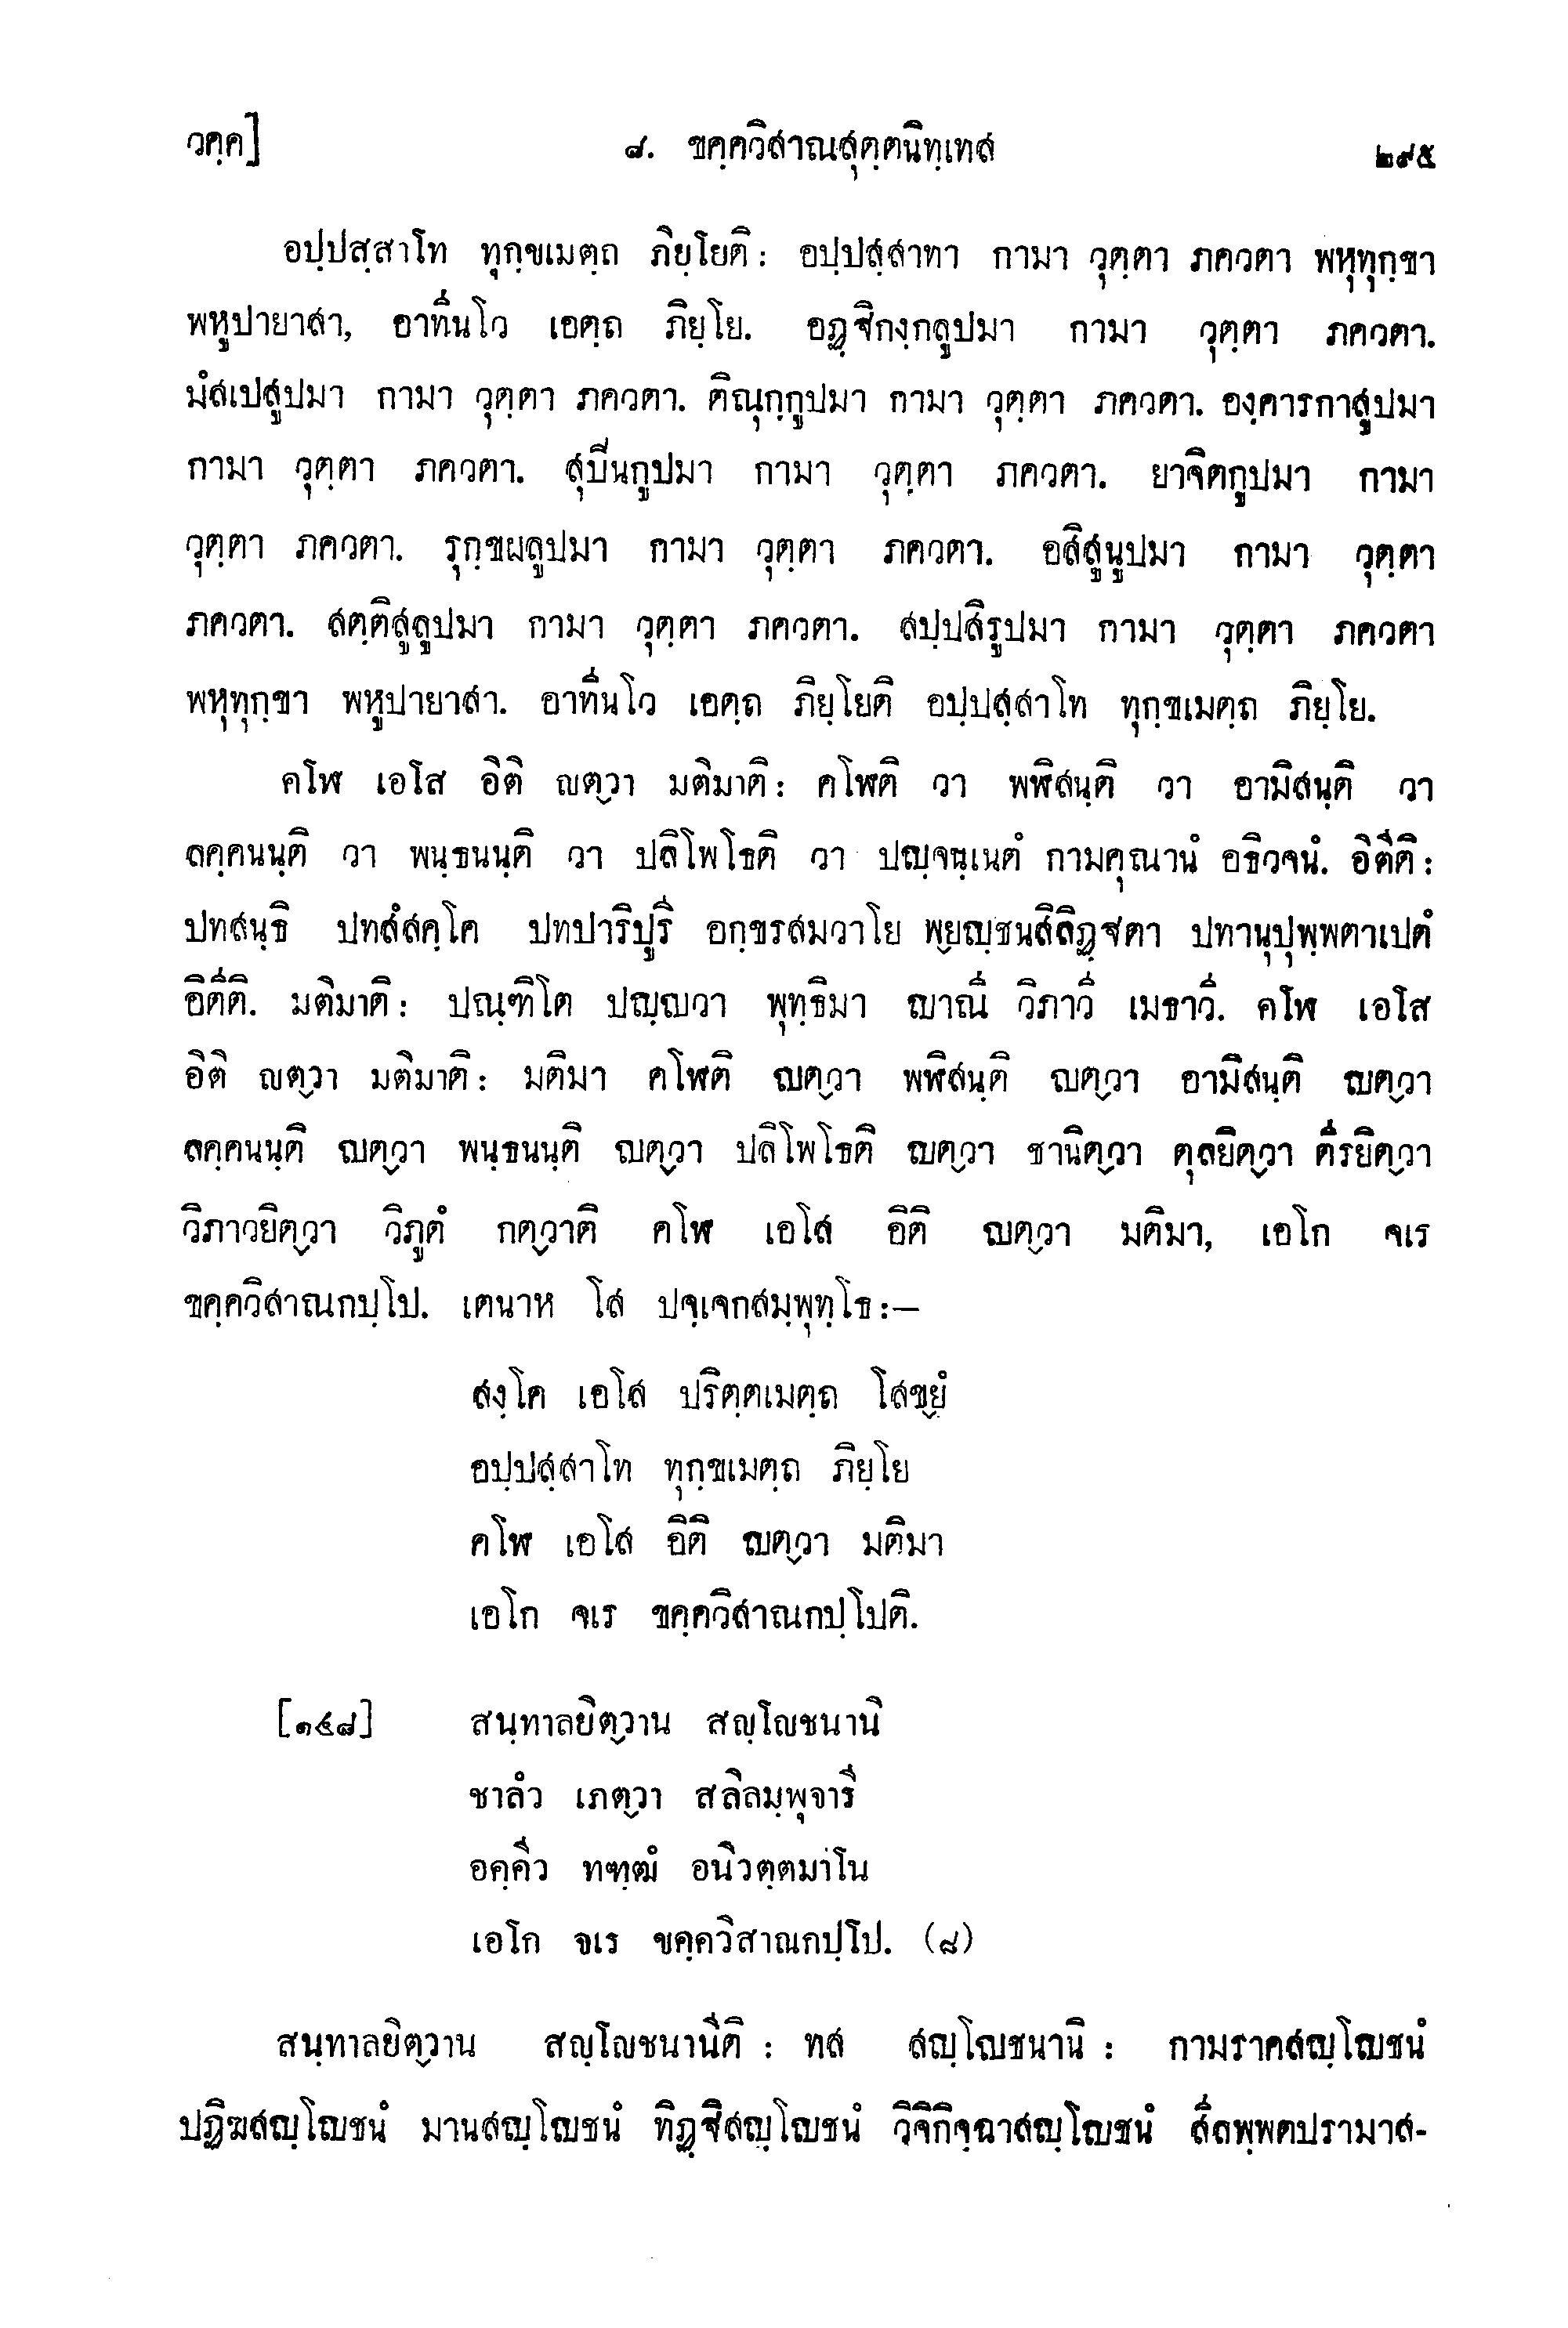 วคฺค] ๘. ขคฺควิสาณสุตฺตนิทฺเทส ๒๙๕
อปฺปสฺสาโท ทุกฺขเมตฺถ ภิยฺโยติ : อปฺปสฺสาทา กามา วุตฺตา ภควตา พหุทุกฺขา
พหูปายาสา, อาทีนโว เอตฺถ ภิยฺโย. อฏฺฐิกงฺกลูปมา กามา วุตฺตา ภควตา.
มํสเปสูปมา กามา วุตฺตา ภควตา. ติณุกฺกูปมา กามา วุตฺตา ภควตา. องฺคารกาสูปมา
กามา วุตฺตา ภควตา. สุปีนกูปมา กามา วุตฺตา ภควตา. ยาจิตกูปมา กามา
วุตฺตา ภควตา. รุกฺขผลูปมา กามา วุตฺตา ภควตา. อสิสูนูปมา กามา วุตฺตา
ภควตา. สตฺติสูลูปมา กามา วุตฺตา ภควตา. สปฺปสิรูปมา กามา วุตฺตา ภควตา
พหุทุกฺขา พหูปายาสา. อาทีนโว เอตฺถ ภิยฺโยติ อปฺปสฺสาโท ทุกฺขเมตฺถ ภิยฺโย.
คโฬ เอโส อิติ ญตฺวา มติมาติ : คโฬติ วา พฬิสนฺติ วา อามิสนฺติ วา
ลคฺคนนฺติ วา พนฺธนนฺติ วา ปลิโพโธติ วา ปญฺจนฺเนตํ กามคุณานํ อธิวจนํ. อิตีติ :
ปทสนฺธิ ปทสํสคฺโค ปทปาริปูริ อกฺขรสมวาโย พฺยญฺชนสิลิฏฺฐตา ปทานุปุพฺพตาเปตํ
อิตีติ. มติมาติ : ปณฺฑิโต ปญฺญวา พุทฺธิมา ญาณี วิภาวี เมธาวี. คโฬ เอโส
อิติ ญตฺวา มติมาติ : มติมา คโฬติ ญตฺวา พฬิสนฺติ ญตฺวา อามิสนฺติ ญตฺวา
ลคฺคนนฺติ ญตฺวา พนฺธนนฺติ ญตฺวา ปลิโพโธติ ญตฺวา ชานิตฺวา ตุลยิตฺวา ตีรยิตฺวา
วิภาวยิตฺวา วิภูตํ กตฺวาติ คโฬ เอโส อิติ ญตฺวา มติมา, เอโก จเร
ขคฺควิสาณกปฺโป. เตนาห โส ปจฺเจกสมฺพุทฺโธ :—
สงฺโค เอโส ปริตฺตเมตฺถ โสขฺยํ
อปฺปสฺสาโท ทุกฺขเมตฺถ ภิยฺโย
คโฬ เอโส อิติ ญตฺวา มติมา
เอโก จเร ขคฺควิสาณกปฺโปติ.
[๑๔๘] สนฺทาลยิตฺวาน สญฺโญชนานิ
ชาลํว เภตฺวา สลิลมฺพุจารี
อคฺคีว ทฑฺฒํ อนิวตฺตมาโน
เอโก จเร ขคฺควิสาณกปฺโป. (๘)
สนฺทาลยิตฺวาน สญฺโญชนานีติ : ทส สญฺโญชนานิ : กามราคสญฺโญชนํ
ปฏิฆสญฺโญชนํ มานสญฺโญชนํ ทิฏฺฐิสญฺโญชนํ วิจิกิจฺฉาสญฺโญชนํ สีลพฺพตปรามาส-